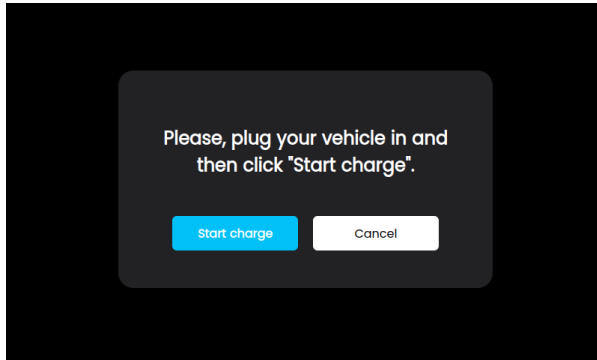 Please, plug your vehicle in and
then click "Start charge".
Start charge
Cancel